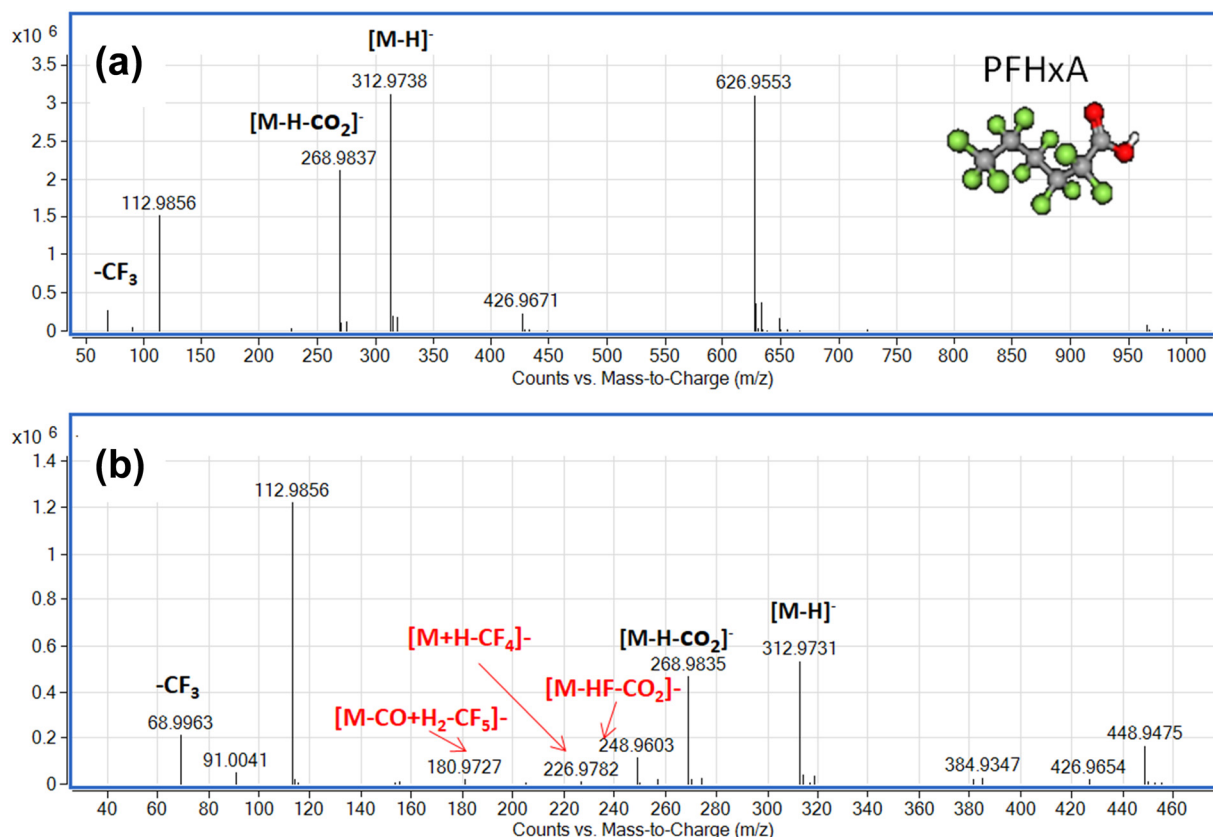 x10 6
(a)
[M-H]-
312.9738
626.9553
PFHxA
[M-H-CO2]-
268.9837
112.9856
-CF3
426.9671
3.5
3
2.5
2
1.5
1
0.5
0
50 100 150 200 250 300 350 400 450 500 550 600 650 700 750 800 850 900 950 1000
Counts vs. Mass-to-Charge (m/z)
x10 6
(b)
112.9856
[M-H]-
[M+H-CF4]-
[M-H-CO2]-
312.9731
268.9835
-CF3
[M-HF-CO2]-
68.9963
[M-CO+H2-CF5]-
248.9603
448.9475
91.0041
180.9727
226.9782
384.9347
426.9654
1.4
1.2
1
0.8
0.6
0.4
0.2
0
40 60 80 100 120 140 160 180 200 220 240 260 280 300 320 340 360 380 400 420 440 460
Counts vs. Mass-to-Charge (m/z)